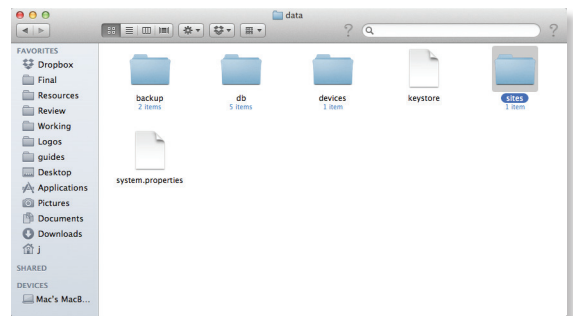 data
?
?
FAVORITES
Dropbox
Final
Resources
Review
Working
Logos
guides
Desktop
Applications
Pictures
Documents
Downloads
j
SHARED
DEVICES
Mac's MacB...
backup
2 items
db
5 items
devices
1 item
keystore
sites
1 item
system.properties